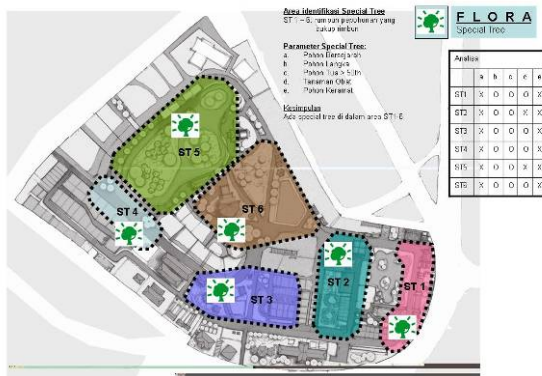 Area identifikasi Special Tree
ST 1 – 6: rumpun pepohonan yang
cukup rimbun
Parameter Special Tree:
a. Pohon Bersejarah
b. Pohon Langka
c. Pohon Tua > 50th
d. Tanaman Obat
e. Pohon Keramat
Kesimpulan
Ada special tree di dalam area ST1-6
FLORA
Special Tree
Analisa
a b c d e
ST1 X O O O X
ST2 X O O X X
ST3 X O O O X
ST4 X O O O X
ST5 X O O X X
ST6 X O O O X
ST 5
ST 4
ST 6
ST 3
ST 2
ST 1